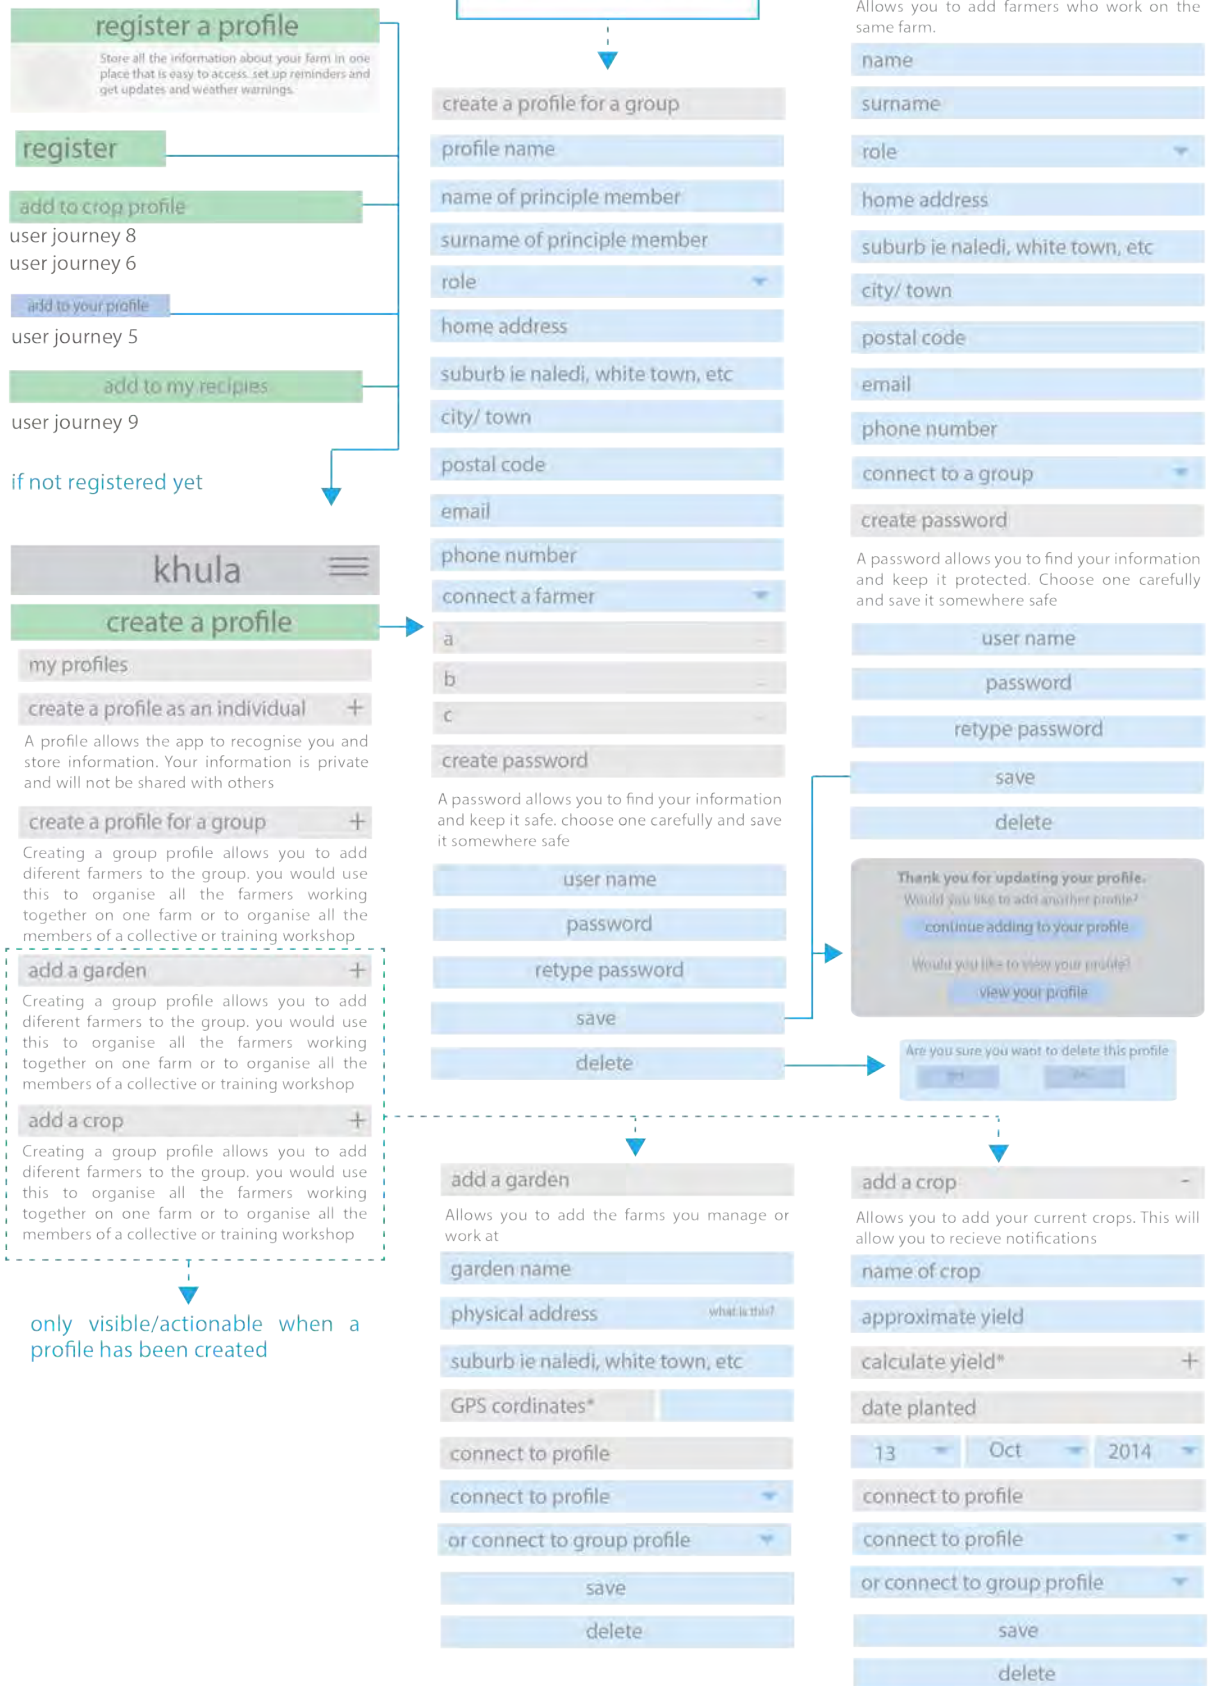 register a profile
Store all the information about your farm in one
place that is easy to access. set up reminders and
get updates and weather warnings.
register
add to crop profile
user journey 8
user journey 6
add to your profile
user journey 5
add to my recipies
user journey 9
if not registered yet
khula
create a profile
my profiles
create a profile as an individual +
A profile allows the app to recognise you and
store information. Your information is private
and will not be shared with others
create a profile for a group +
Creating a group profile allows you to add
diferent farmers to the group. you would use
this to organise all the farmers working
together on one farm or to organise all the
members of a collective or training workshop
add a garden +
Creating a group profile allows you to add
diferent farmers to the group. you would use
this to organise all the farmers working
together on one farm or to organise all the
members of a collective or training workshop
add a crop +
Creating a group profile allows you to add
diferent farmers to the group. you would use
this to organise all the farmers working
together on one farm or to organise all the
members of a collective or training workshop
only visible/actionable when a
profile has been created
create a profile for a group
profile name
name of principle member
surname of principle member
role
home address
suburb ie naledi, white town, etc
city/ town
postal code
email
phone number
connect a farmer
a
b
c
create password
A password allows you to find your information
and keep it safe. choose one carefully and save
it somewhere safe
user name
password
retype password
save
delete
Allows you to add farmers who work on the
same farm.
name
surname
role
home address
suburb ie naledi, white town, etc
city/ town
postal code
email
phone number
connect to a group
create password
A password allows you to find your information
and keep it protected. Choose one carefully
and save it somewhere safe
user name
password
retype password
save
delete
Thank you for updating your profile.
Would you like to add another profile?
continue adding to your profile
Would you like to view your profile?
view your profile
Are you sure you want to delete this profile
add a garden
Allows you to add the farms you manage or
work at
garden name
physical address what is this?
suburb ie naledi, white town, etc
GPS cordinates*
connect to profile
connect to profile
or connect to group profile
save
delete
add a crop -
Allows you to add your current crops. This will
allow you to recieve notifications
name of crop
approximate yield
calculate yield* +
date planted
13 Oct 2014
connect to profile
connect to profile
or connect to group profile
save
delete